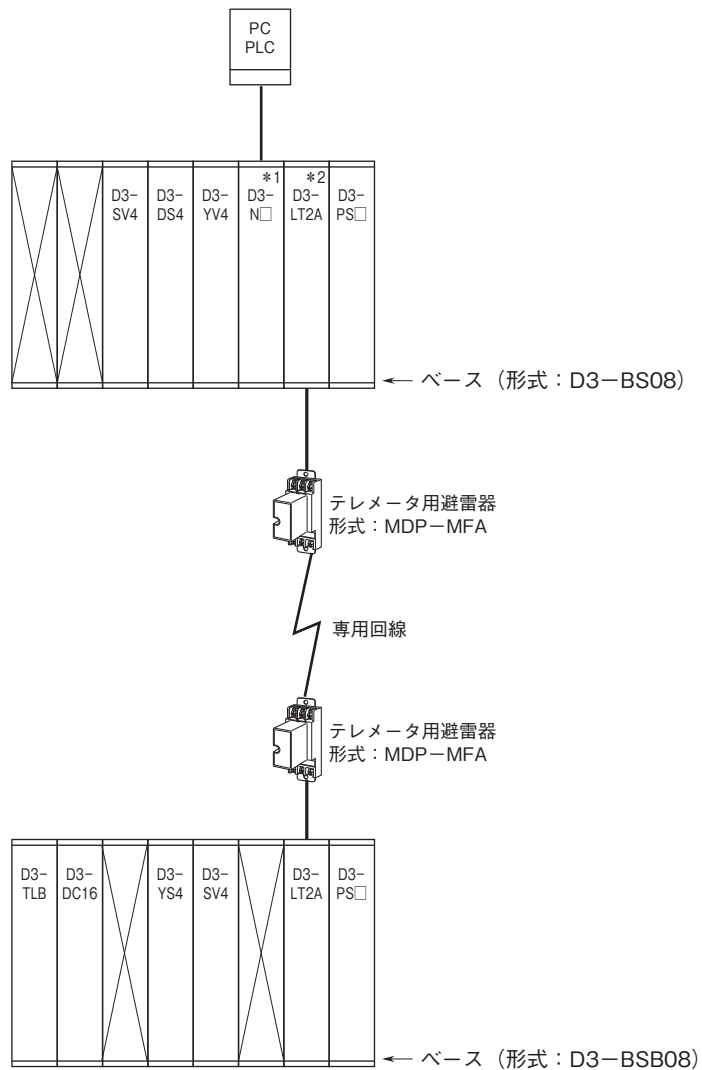 PC
PLC
*1
*2
D3-
SV4
D3-
DS4
D3-
YV4
D3-
N□
D3-
LT2A
D3-
PS□
← ベース（形式：D3－BS08）
テレメータ用避雷器
形式：MDP－MFA
専用回線
テレメータ用避雷器
形式：MDP－MFA
D3-
TLB
D3-
DC16
D3-
YS4
D3-
SV4
D3-
LT2A
D3-
PS□
← ベース（形式：D3－BSB08）